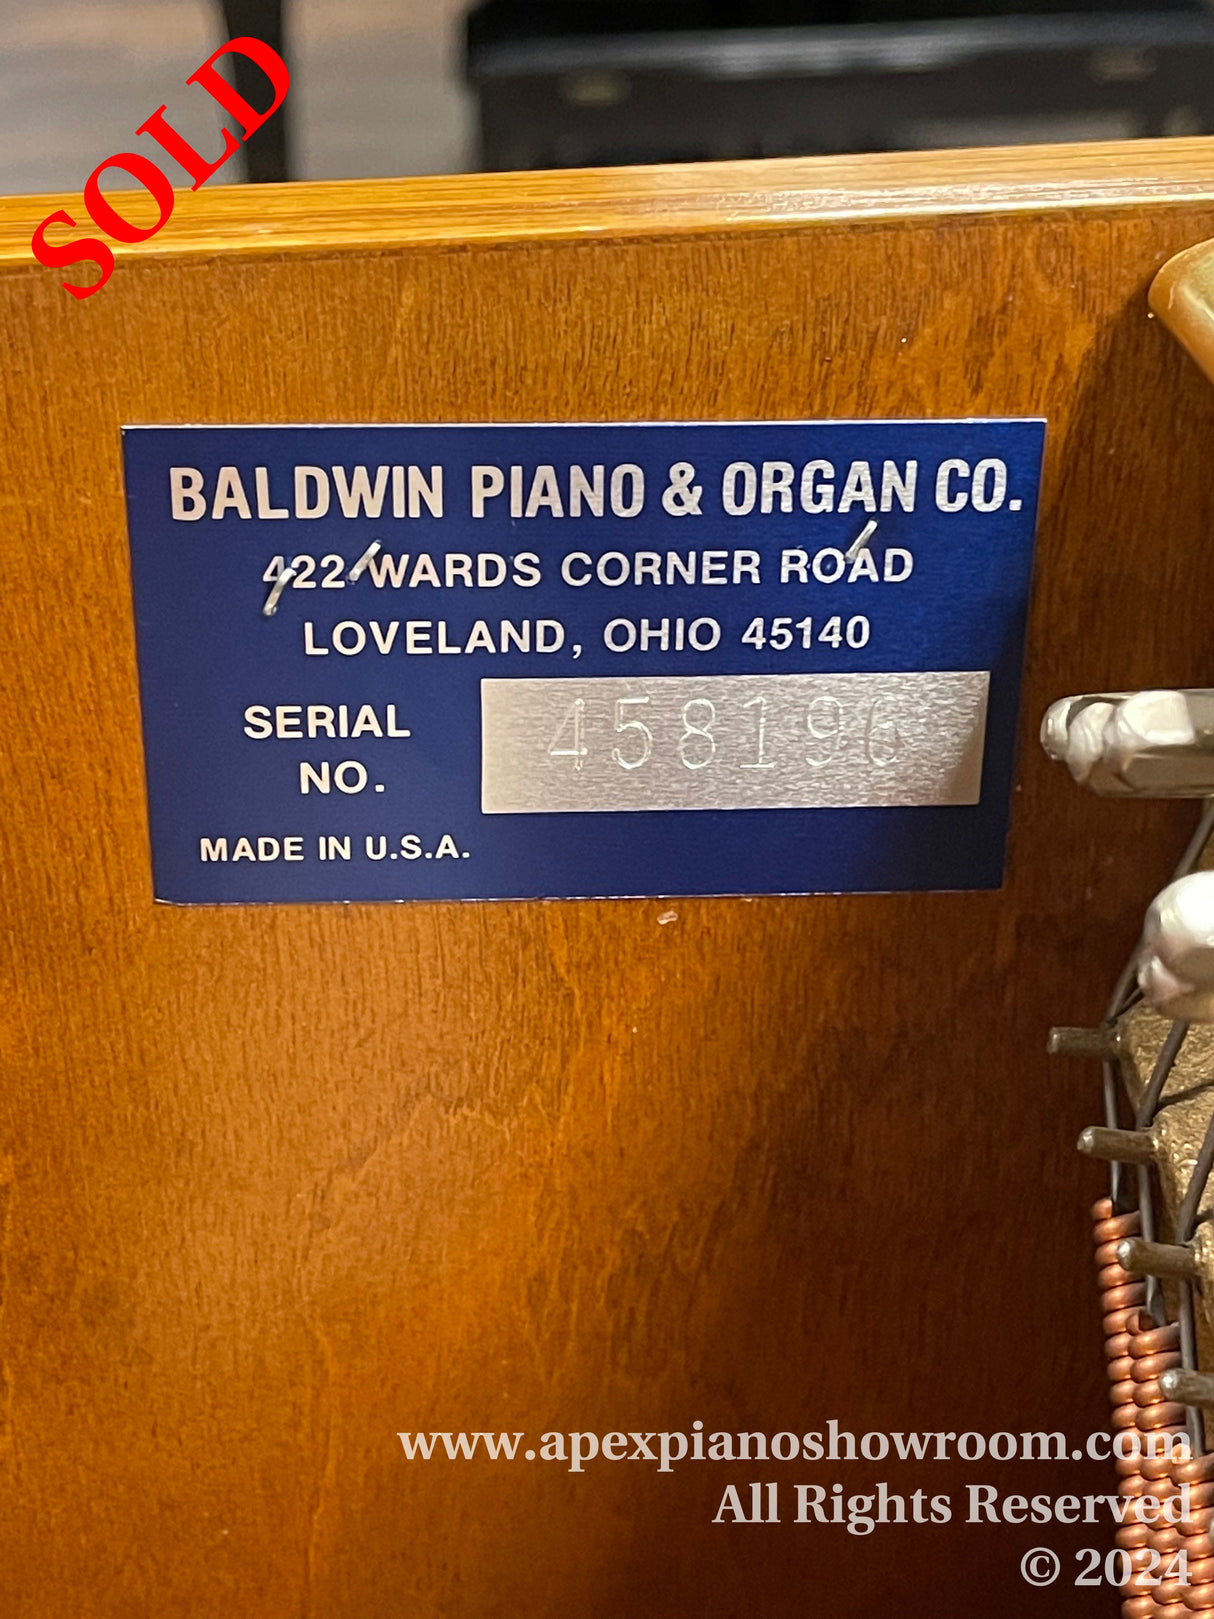 SOLD
BALDWIN PIANO & ORGAN CO.
422 WARDS CORNER ROAD
LOVELAND, OHIO 45140
SERIAL
NO.
458196
MADE IN U.S.A.
www.apexpianoshowroom.com
All Rights Reserved
© 2024